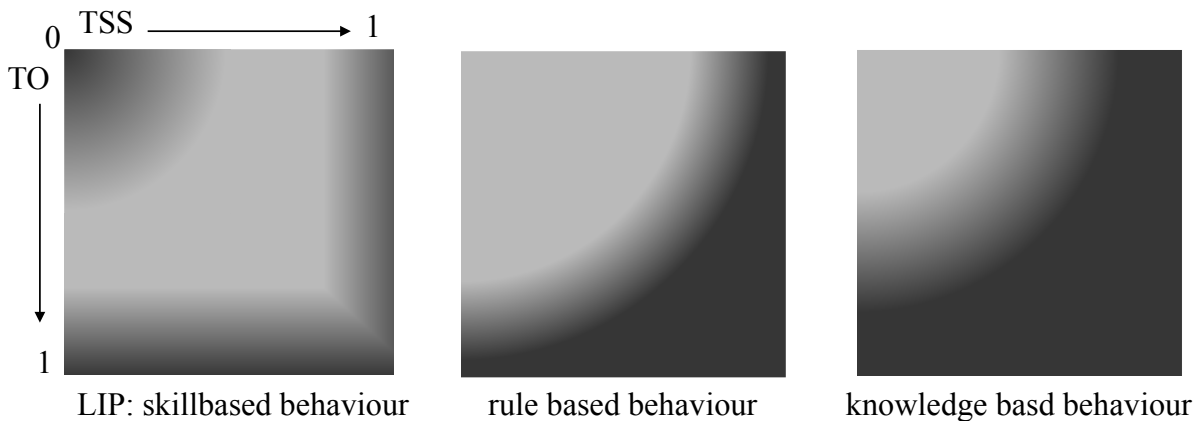 TSS
0
1
TO
1
LIP: skillbased behaviour
rule based behaviour
knowledge basd behaviour